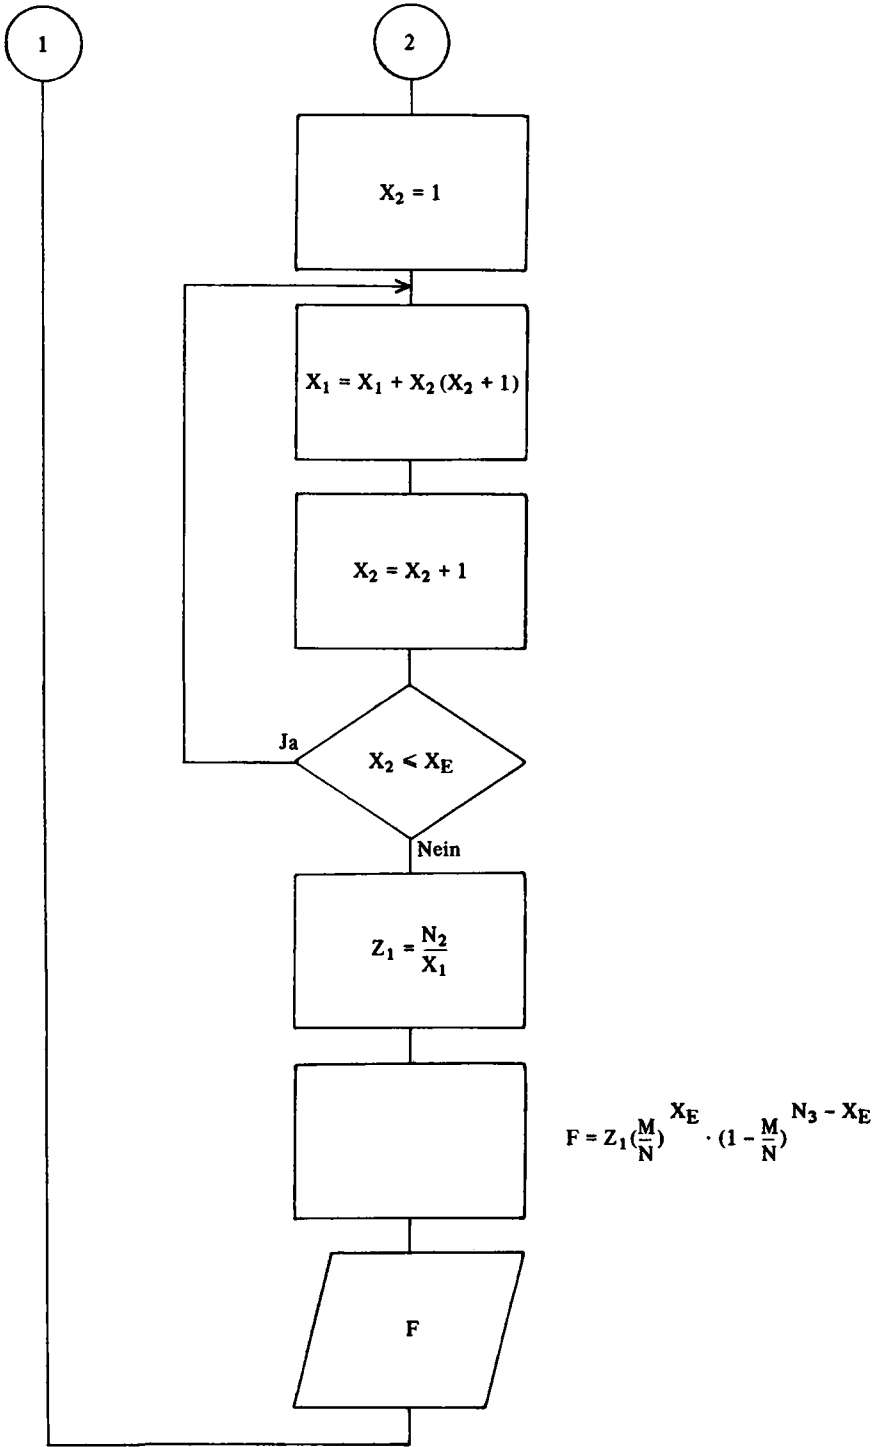 1
2
X₂ = 1
X₁ = X₁ + X₂ (X₂ + 1)
X₂ = X₂ + 1
Ja
X₂ ⩽ X_E
Nein
Z₁ = N₂/X₁
F = Z₁(M/N)^X_E · (1 – M/N)^N₃ – X_E
F